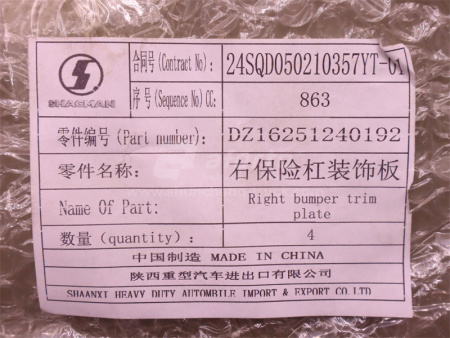 SHACMAN
合同号(Contract No): 24SQD050210357YT-01
序号(Sequence No)CC: 863
零件编号(Part number): DZ16251240192
零件名称: 右保险杠装饰板
Name Of Part: Right bumper trim plate
数量(quantity): 4
中国制造 MADE IN CHINA
陕西重型汽车进出口有限公司
SHAANXI HEAVY DUTY AUTOMBILE IMPORT & EXPORT CO.LTD